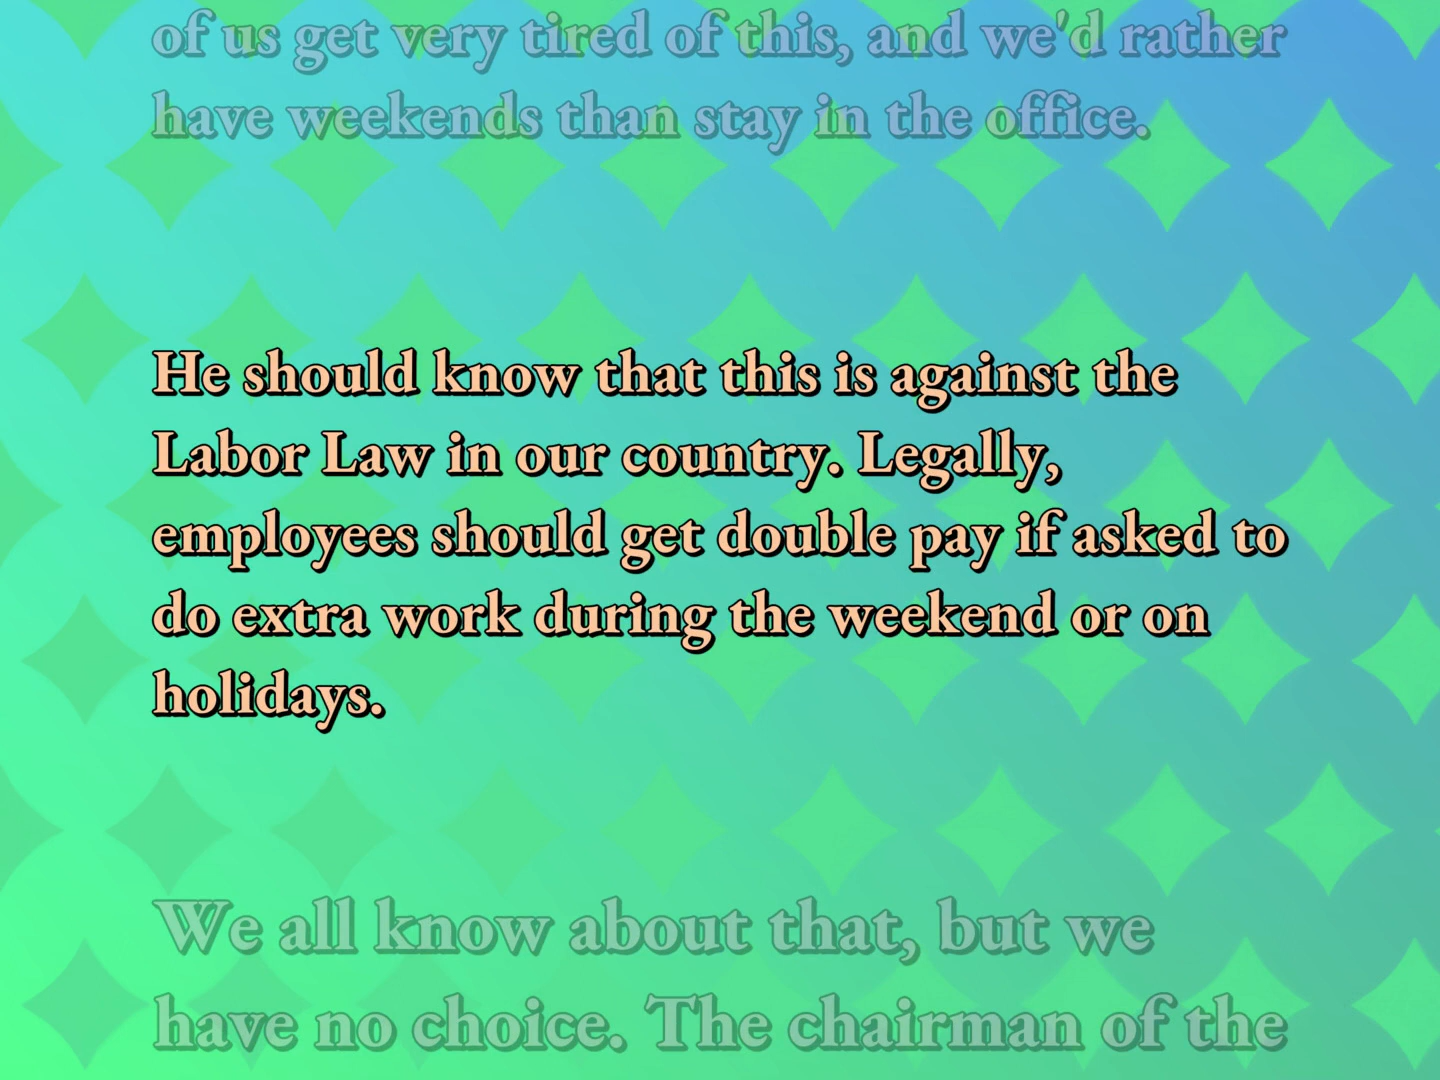 of us get very tired of this, and we'd rather
have weekends than stay in the office.
He should know that this is against the
Labor Law in our country. Legally,
employees should get double pay if asked to
do extra work during the weekend or on
holidays.
We all know about that, but we
have no choice. The chairman of the